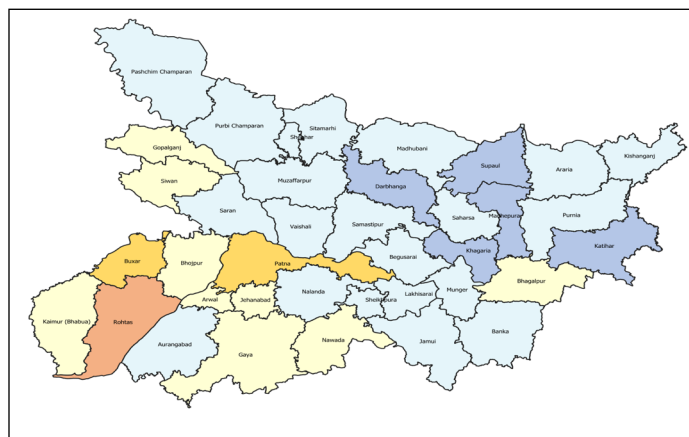 Pashchim Champaran
Purbi Champaran
Sitamarhi
Gopalganj
Madhubani
Supaul
Araria
Kishanganj
Siwan
Muzaffarpur
Darbhanga
Saran
Vaishali
Samastipur
Saharsa
Madhepura
Purnia
Katihar
Khagaria
Begusarai
Buxar
Bhojpur
Patna
Bhagalpur
Arwal
Jehanabad
Nalanda
Sheikhpura
Lakhisarai
Munger
Kaimur (Bhabua)
Rohtas
Aurangabad
Gaya
Nawada
Jamui
Banka